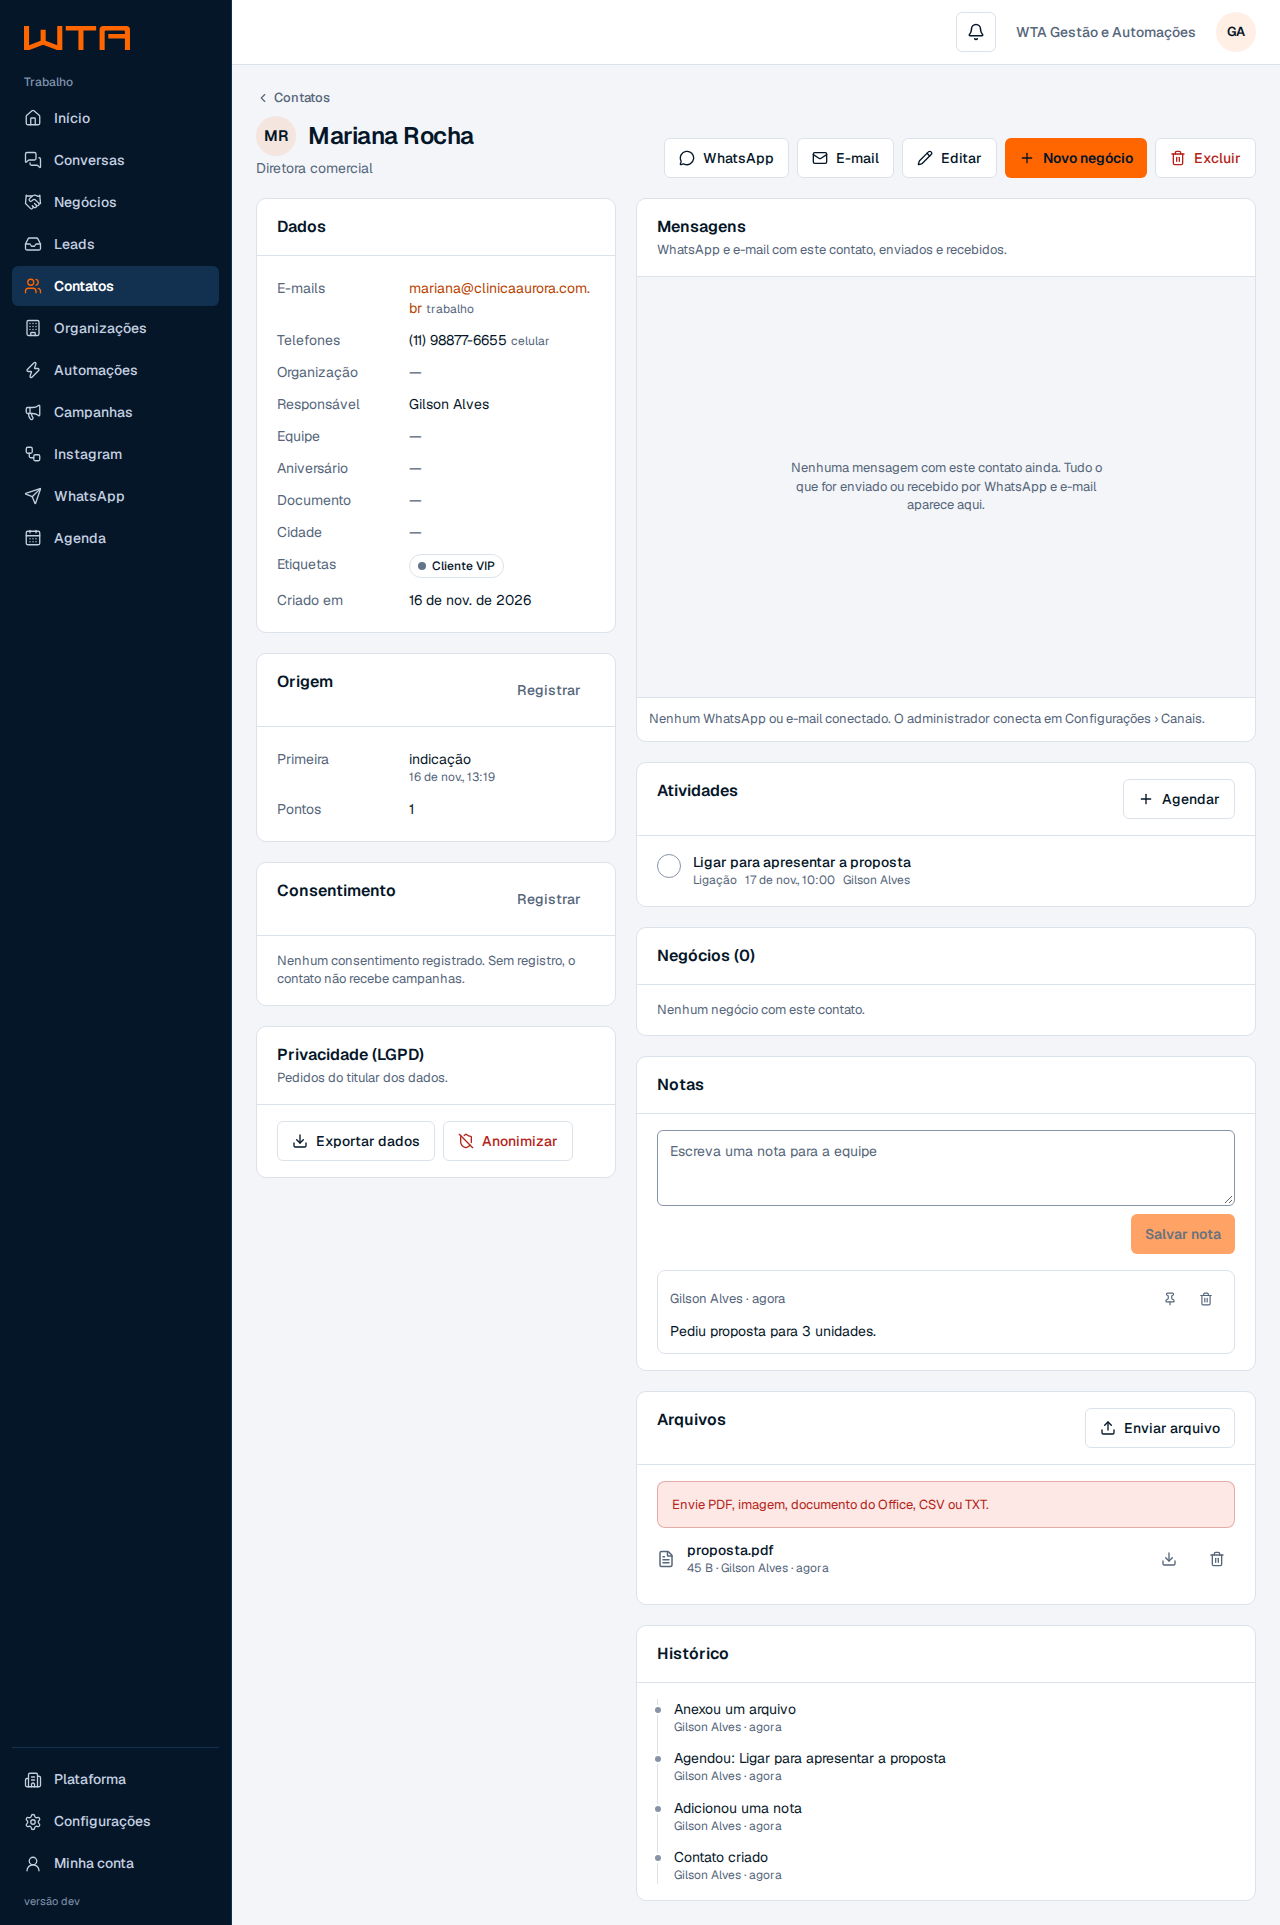 WTA
WTA Gestão e Automações
GA
Trabalho
Início
Conversas
Negócios
Leads
Contatos
Organizações
Automações
Campanhas
Instagram
WhatsApp
Agenda
Plataforma
Configurações
Minha conta
versão dev
Contatos
MR
Mariana Rocha
Diretora comercial
WhatsApp
E-mail
Editar
Novo negócio
Excluir
Dados
E-mails
mariana@clinicaaurora.com.
br trabalho
Telefones
(11) 98877-6655 celular
Organização
—
Responsável
Gilson Alves
Equipe
—
Aniversário
—
Documento
—
Cidade
—
Etiquetas
Cliente VIP
Criado em
16 de nov. de 2026
Origem
Registrar
Primeira
indicação
16 de nov., 13:19
Pontos
1
Consentimento
Registrar
Nenhum consentimento registrado. Sem registro, o
contato não recebe campanhas.
Privacidade (LGPD)
Pedidos do titular dos dados.
Exportar dados
Anonimizar
Mensagens
WhatsApp e e-mail com este contato, enviados e recebidos.
Nenhuma mensagem com este contato ainda. Tudo o
que for enviado ou recebido por WhatsApp e e-mail
aparece aqui.
Nenhum WhatsApp ou e-mail conectado. O administrador conecta em Configurações › Canais.
Atividades
Agendar
Ligar para apresentar a proposta
Ligação 17 de nov., 10:00 Gilson Alves
Negócios (0)
Nenhum negócio com este contato.
Notas
Escreva uma nota para a equipe
Salvar nota
Gilson Alves · agora
Pediu proposta para 3 unidades.
Arquivos
Enviar arquivo
Envie PDF, imagem, documento do Office, CSV ou TXT.
proposta.pdf
45 B · Gilson Alves · agora
Histórico
Anexou um arquivo
Gilson Alves · agora
Agendou: Ligar para apresentar a proposta
Gilson Alves · agora
Adicionou uma nota
Gilson Alves · agora
Contato criado
Gilson Alves · agora